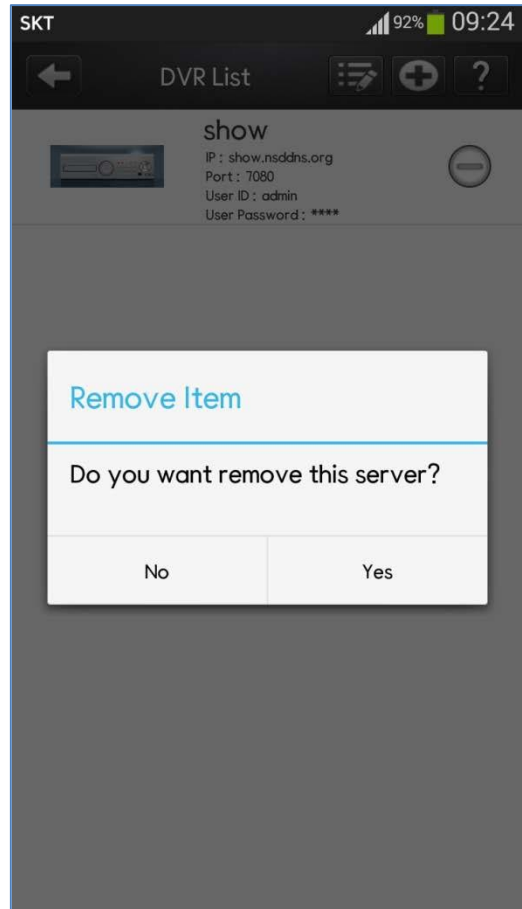 SKT 92% 09:24
DVR List ?
show
IP : show.nsddns.org
Port : 7080
User ID : admin
User Password : ****
Remove Item
Do you want remove this server?
No Yes